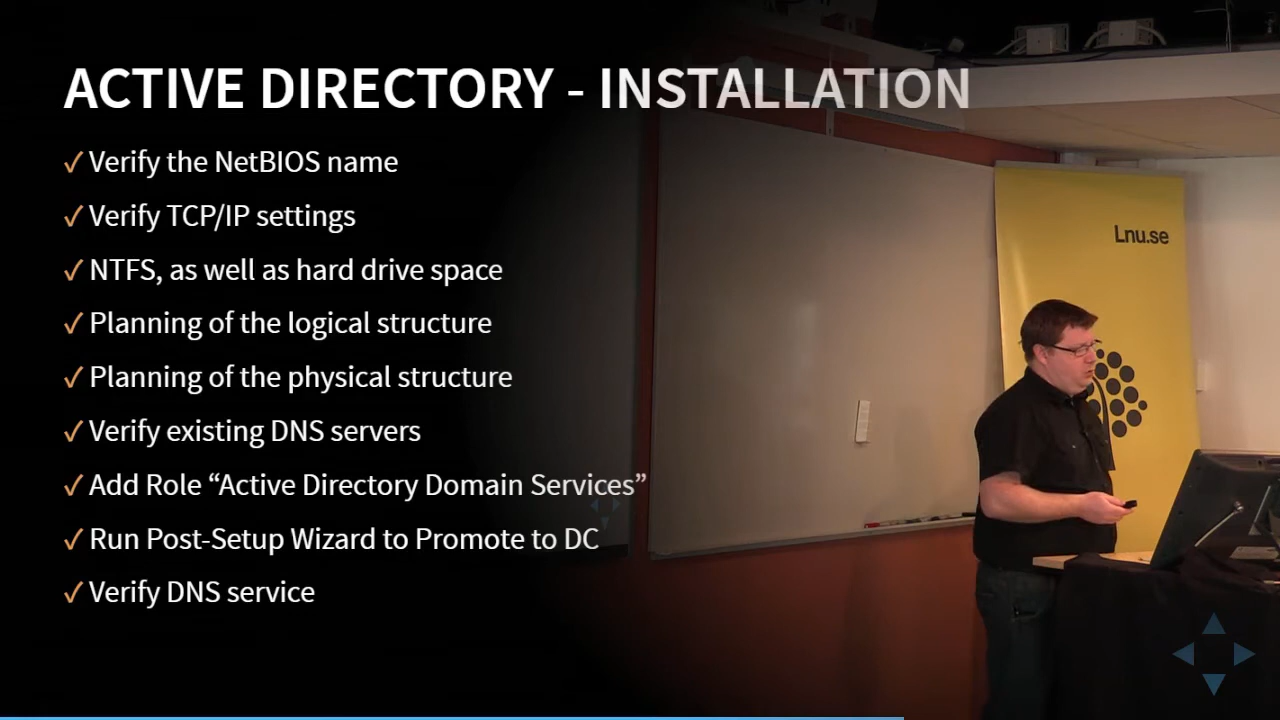 ACTIVE DIRECTORY - INSTALLATION
✓ Verify the NetBIOS name
✓ Verify TCP/IP settings
✓ NTFS, as well as hard drive space
✓ Planning of the logical structure
✓ Planning of the physical structure
✓ Verify existing DNS servers
✓ Add Role “Active Directory Domain Services”
✓ Run Post-Setup Wizard to Promote to DC
✓ Verify DNS service
Lnu.se